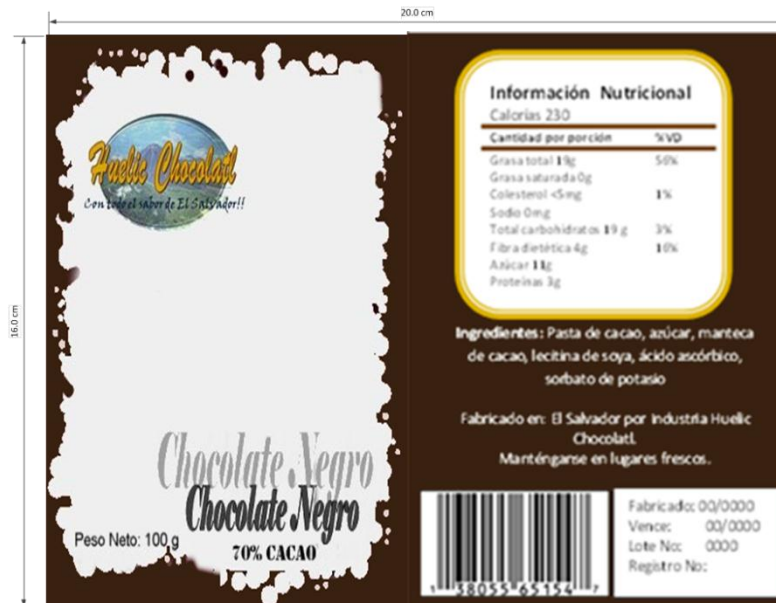 20.0 cm
16.0 cm
Huelic Chocolatl
Con todo el sabor de El Salvador!!
Chocolate Negro
Chocolate Negro
70% CACAO
Peso Neto: 100 g
Información Nutricional
Calorías 230
Cantidad por porción %VD
Grasa total 19g 56%
Grasa saturada 0g
Colesterol <5mg 1%
Sodio 0mg
Total carbohidratos 19 g 3%
Fibra dietética 4g 16%
Azúcar 11g
Proteínas 3g
Ingredientes: Pasta de cacao, azúcar, manteca
de cacao, lecitina de soya, ácido ascórbico,
sorbato de potasio
Fabricado en: El Salvador por Industria Huelic
Chocolatl.
Manténganse en lugares frescos.
1 58055 65154 7
Fabricado: 00/0000
Vence: 00/0000
Lote No: 0000
Registro No: